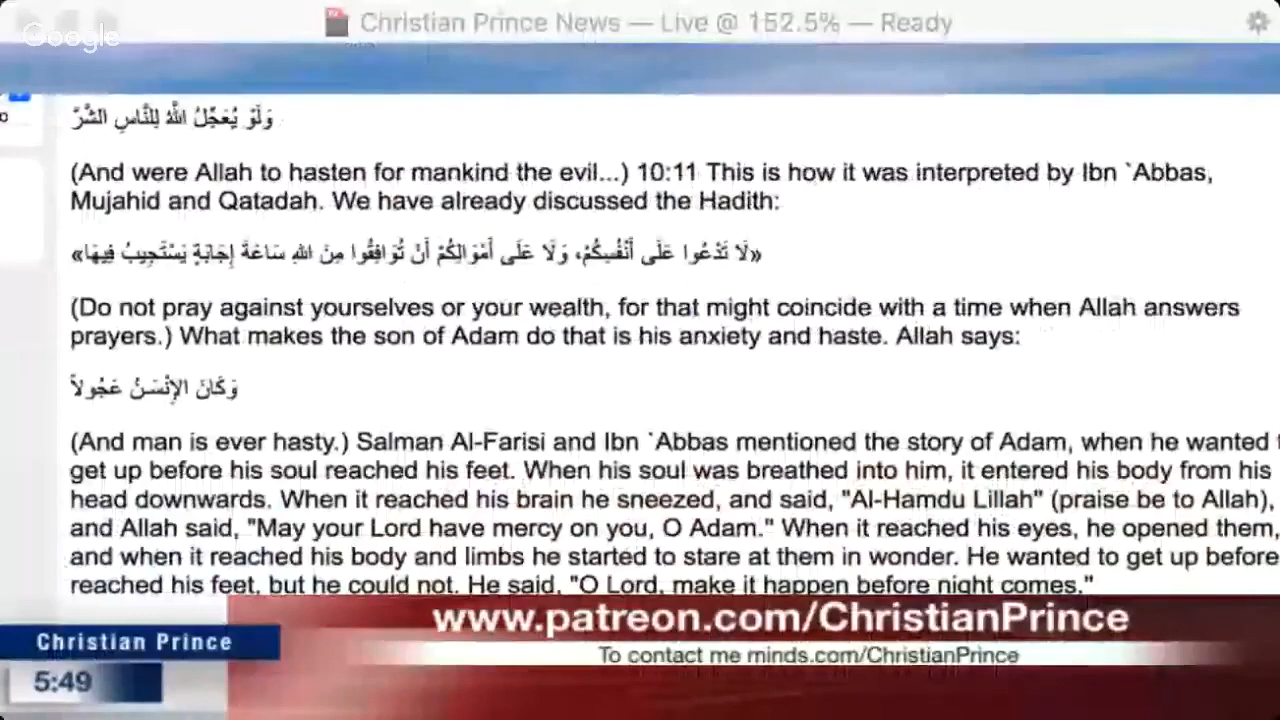 Christian Prince News — Live @ 152.5% — Ready
Google
وَلَوْ يُعَجِّلُ اللَّهُ لِلنَّاسِ الشَّرَّ
(And were Allah to hasten for mankind the evil...) 10:11 This is how it was interpreted by Ibn `Abbas,
Mujahid and Qatadah. We have already discussed the Hadith:
«لَا تَدْعُوا عَلَى أَنْفُسِكُمْ، وَلَا عَلَى أَمْوَالِكُمْ أَنْ تُوَافِقُوا مِنَ اللهِ سَاعَةَ إِجَابَةٍ يَسْتَجِيبُ فِيهَا»
(Do not pray against yourselves or your wealth, for that might coincide with a time when Allah answers
prayers.) What makes the son of Adam do that is his anxiety and haste. Allah says:
وَكَانَ الإِنْسَـنُ عَجُولاً
(And man is ever hasty.) Salman Al-Farisi and Ibn `Abbas mentioned the story of Adam, when he wanted
get up before his soul reached his feet. When his soul was breathed into him, it entered his body from his
head downwards. When it reached his brain he sneezed, and said, "Al-Hamdu Lillah" (praise be to Allah),
and Allah said, "May your Lord have mercy on you, O Adam." When it reached his eyes, he opened them,
and when it reached his body and limbs he started to stare at them in wonder. He wanted to get up before
reached his feet, but he could not. He said, "O Lord, make it happen before night comes."
www.patreon.com/ChristianPrince
Christian Prince
To contact me minds.com/ChristianPrince
5:49